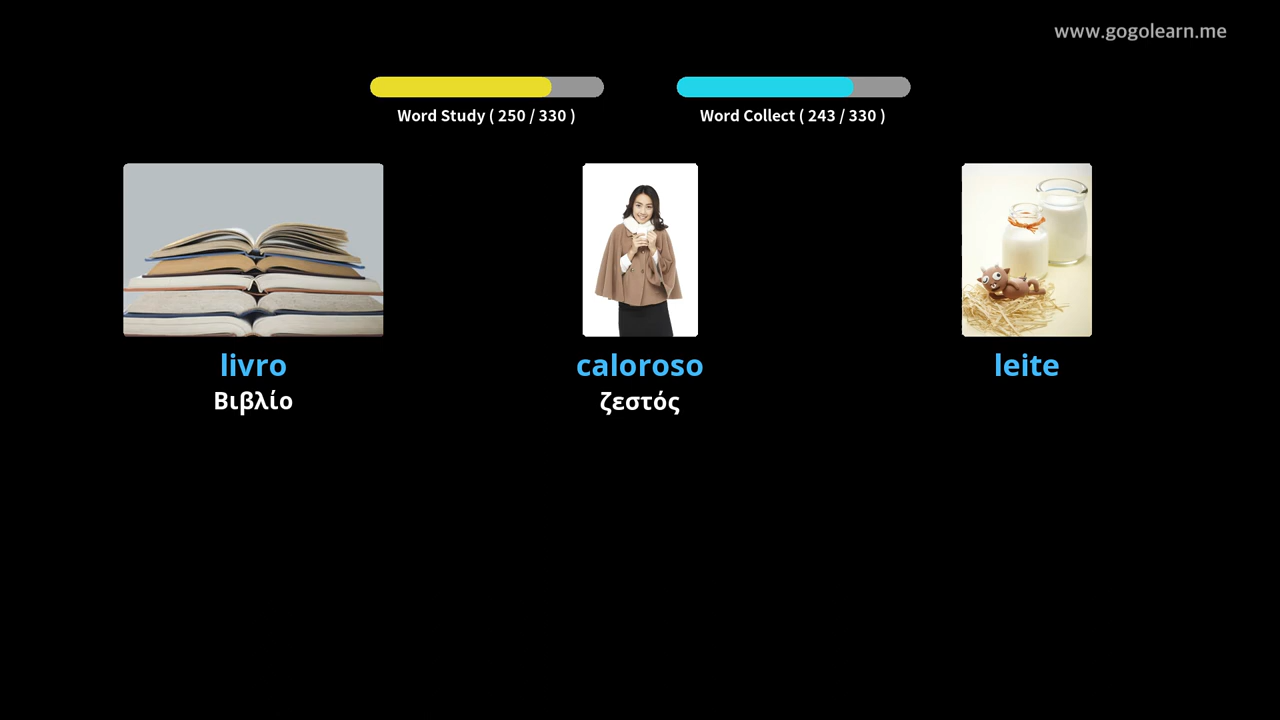 www.gogolearn.me
Word Study ( 250 / 330 )
Word Collect ( 243 / 330 )
livro
Βιβλίο
caloroso
ζεστός
leite